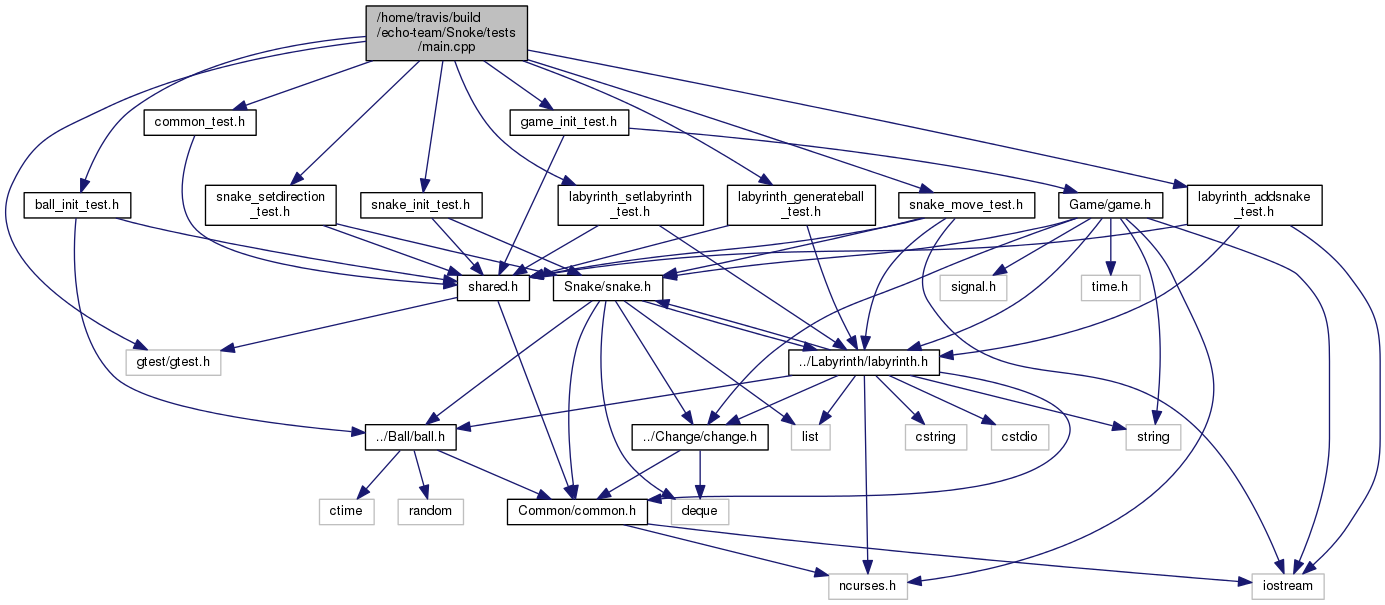 /home/travis/build
/echo-team/Snoke/tests
/main.cpp
common_test.h
game_init_test.h
ball_init_test.h
snake_setdirection
_test.h
snake_init_test.h
labyrinth_setlabyrinth
_test.h
labyrinth_generateball
_test.h
snake_move_test.h
Game/game.h
labyrinth_addsnake
_test.h
shared.h
Snake/snake.h
signal.h
time.h
gtest/gtest.h
../Labyrinth/labyrinth.h
../Ball/ball.h
../Change/change.h
list
cstring
cstdio
string
ctime
random
Common/common.h
deque
ncurses.h
iostream